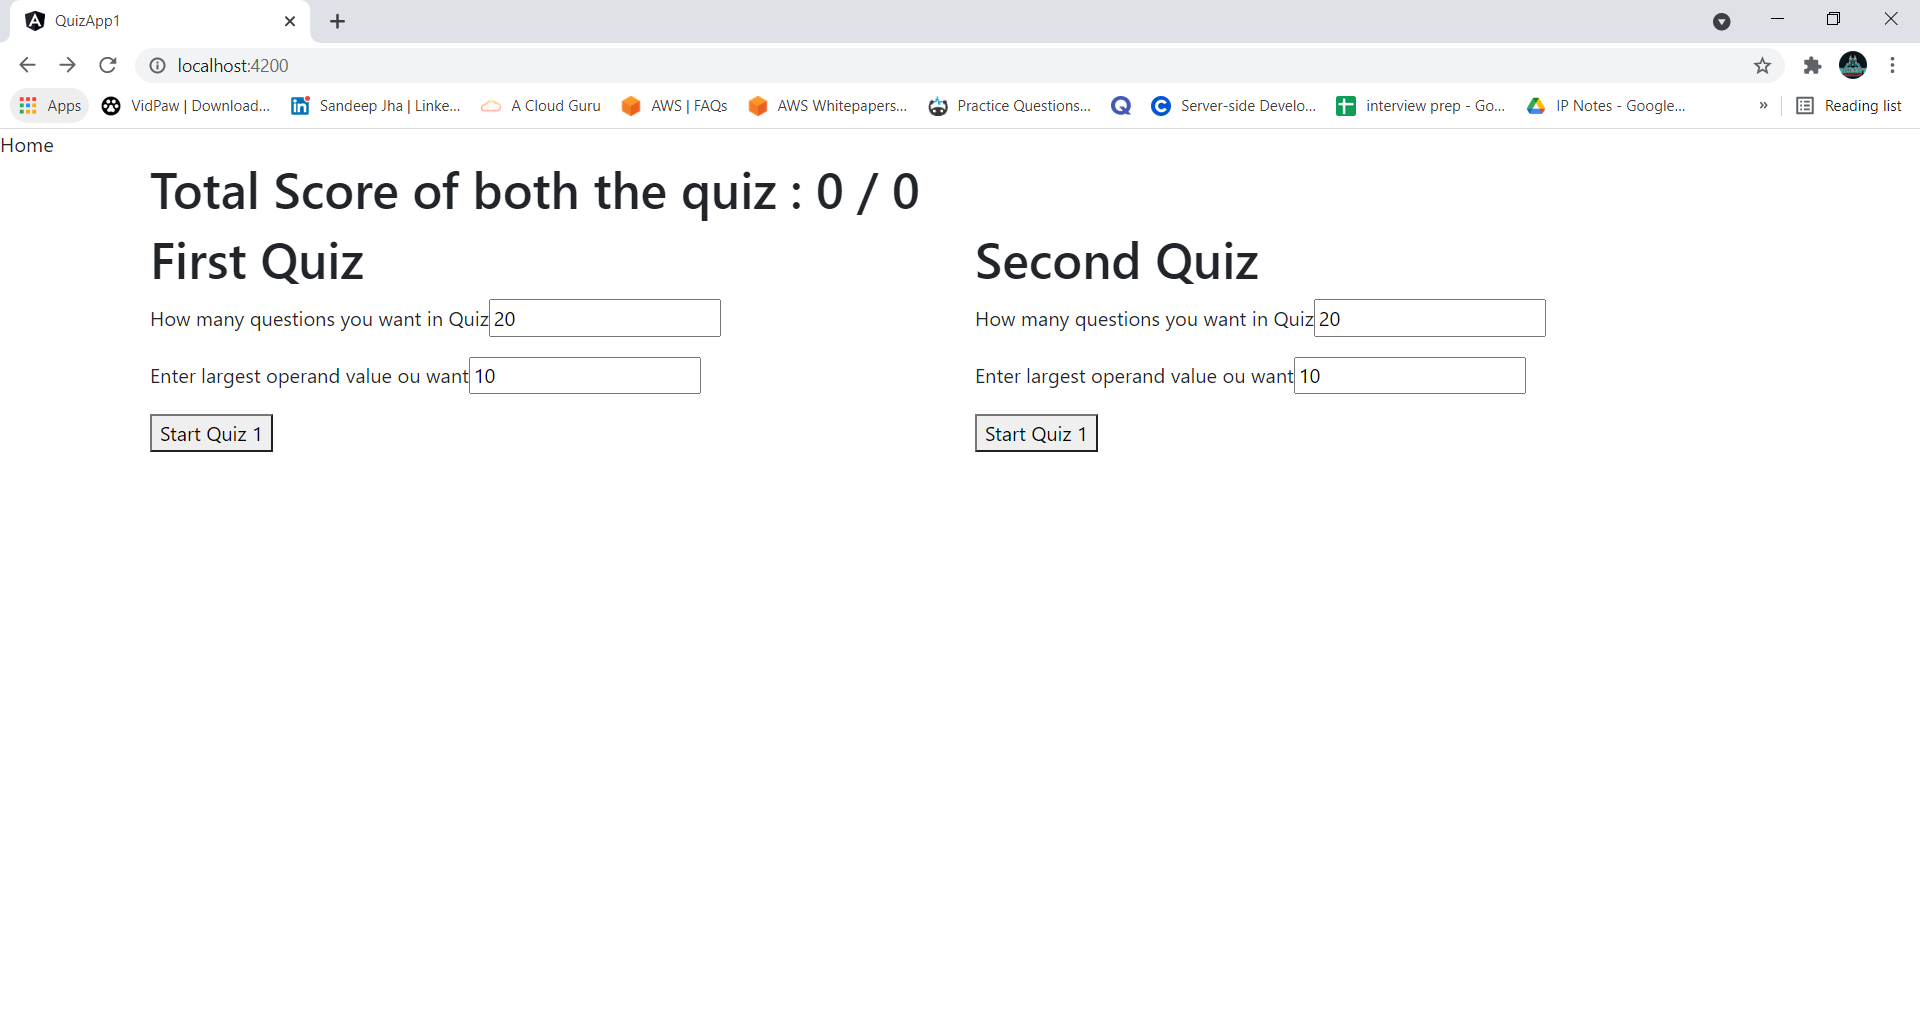 QuizApp1
localhost:4200
Apps VidPaw | Download... Sandeep Jha | Linke... A Cloud Guru AWS | FAQs AWS Whitepapers... Practice Questions... Server-side Develo... interview prep - Go... IP Notes - Google... » Reading list
Home
Total Score of both the quiz : 0 / 0
First Quiz
How many questions you want in Quiz 20
Enter largest operand value ou want 10
Start Quiz 1
Second Quiz
How many questions you want in Quiz 20
Enter largest operand value ou want 10
Start Quiz 1